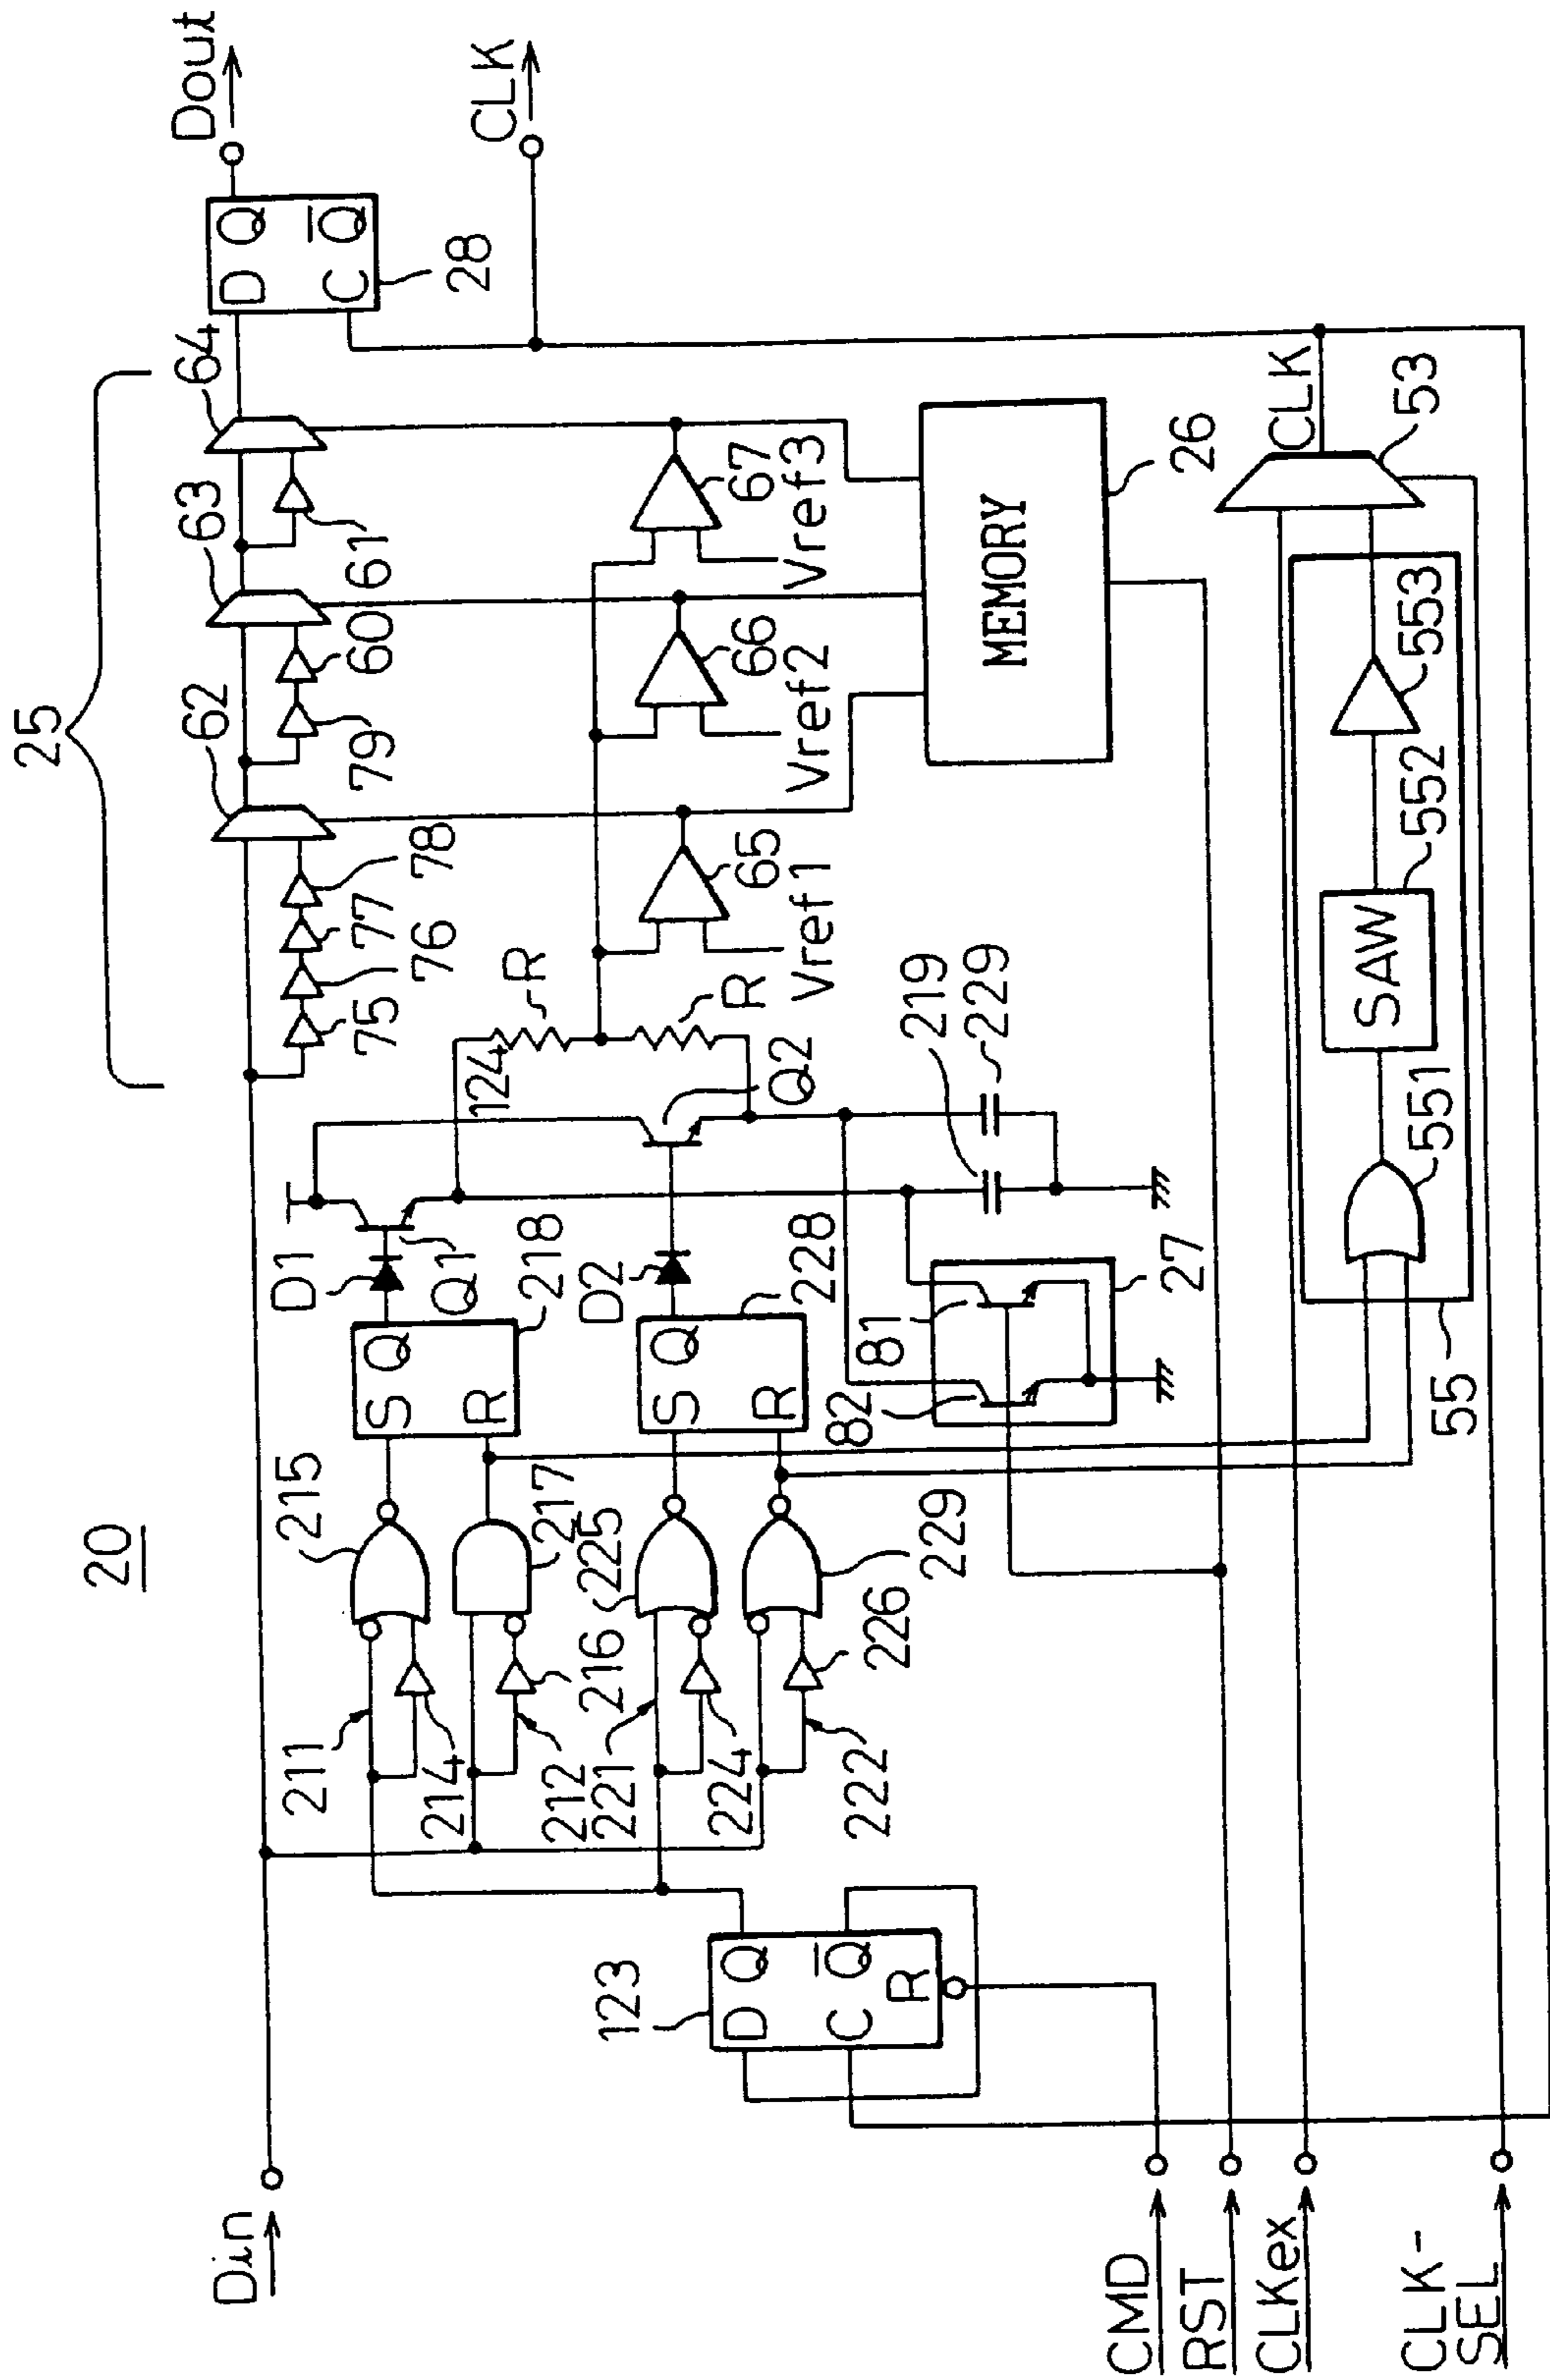 20
25
Din
Dout
CLK
D Q
C Q̅
28
64
63
62
61
60
79
78
77
76
75
67
66
65
Vref3
Vref2
Vref1
R
R
124
D1
Q1
Q2
D2
S Q
R
218
S Q
R
228
215
217
225
229
211
214
212
216
221
224
222
226
219
229
81
82
27
MEMORY
26
123
D Q
C Q̅
R
CLK
53
55
551
SAW
552
553
CMD
RST
CLKex
CLK-
SEL